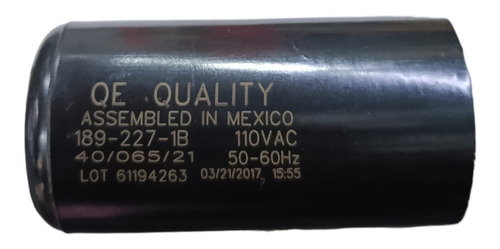 QE QUALITY
ASSEMBLED IN MEXICO
189-227-1B 110VAC
40/065/21 50-60Hz
LOT 61194263 03/21/2017 15:55